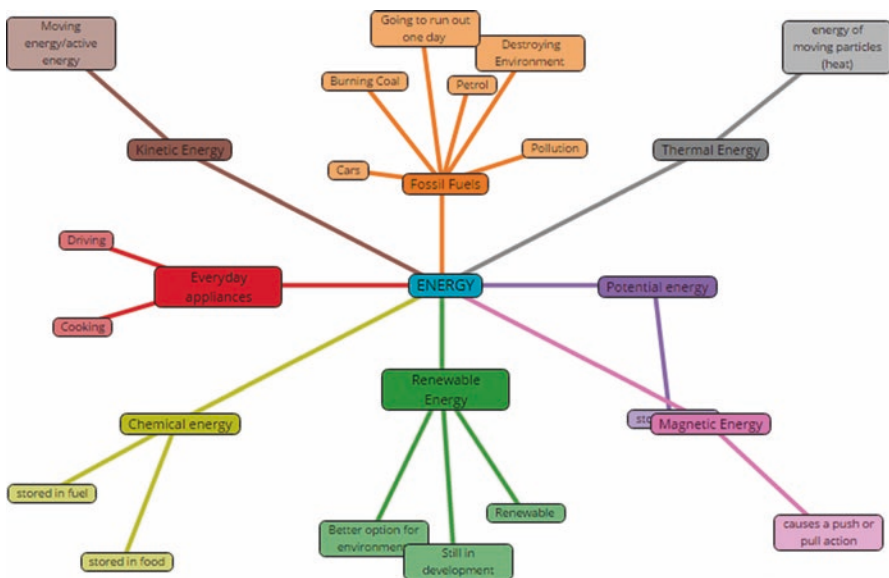 Moving
energy/active
energy
Going to run out
one day
Destroying
Environment
energy of
moving particles
(heat)
Burning Coal
Petrol
Kinetic Energy
Pollution
Thermal Energy
Cars
Fossil Fuels
Driving
Everyday
appliances
ENERGY
Potential energy
Cooking
Renewable
Energy
Chemical energy
Magnetic Energy
stored in fuel
Renewable
Better option for
environment
Still in
development
causes a push or
pull action
stored in food